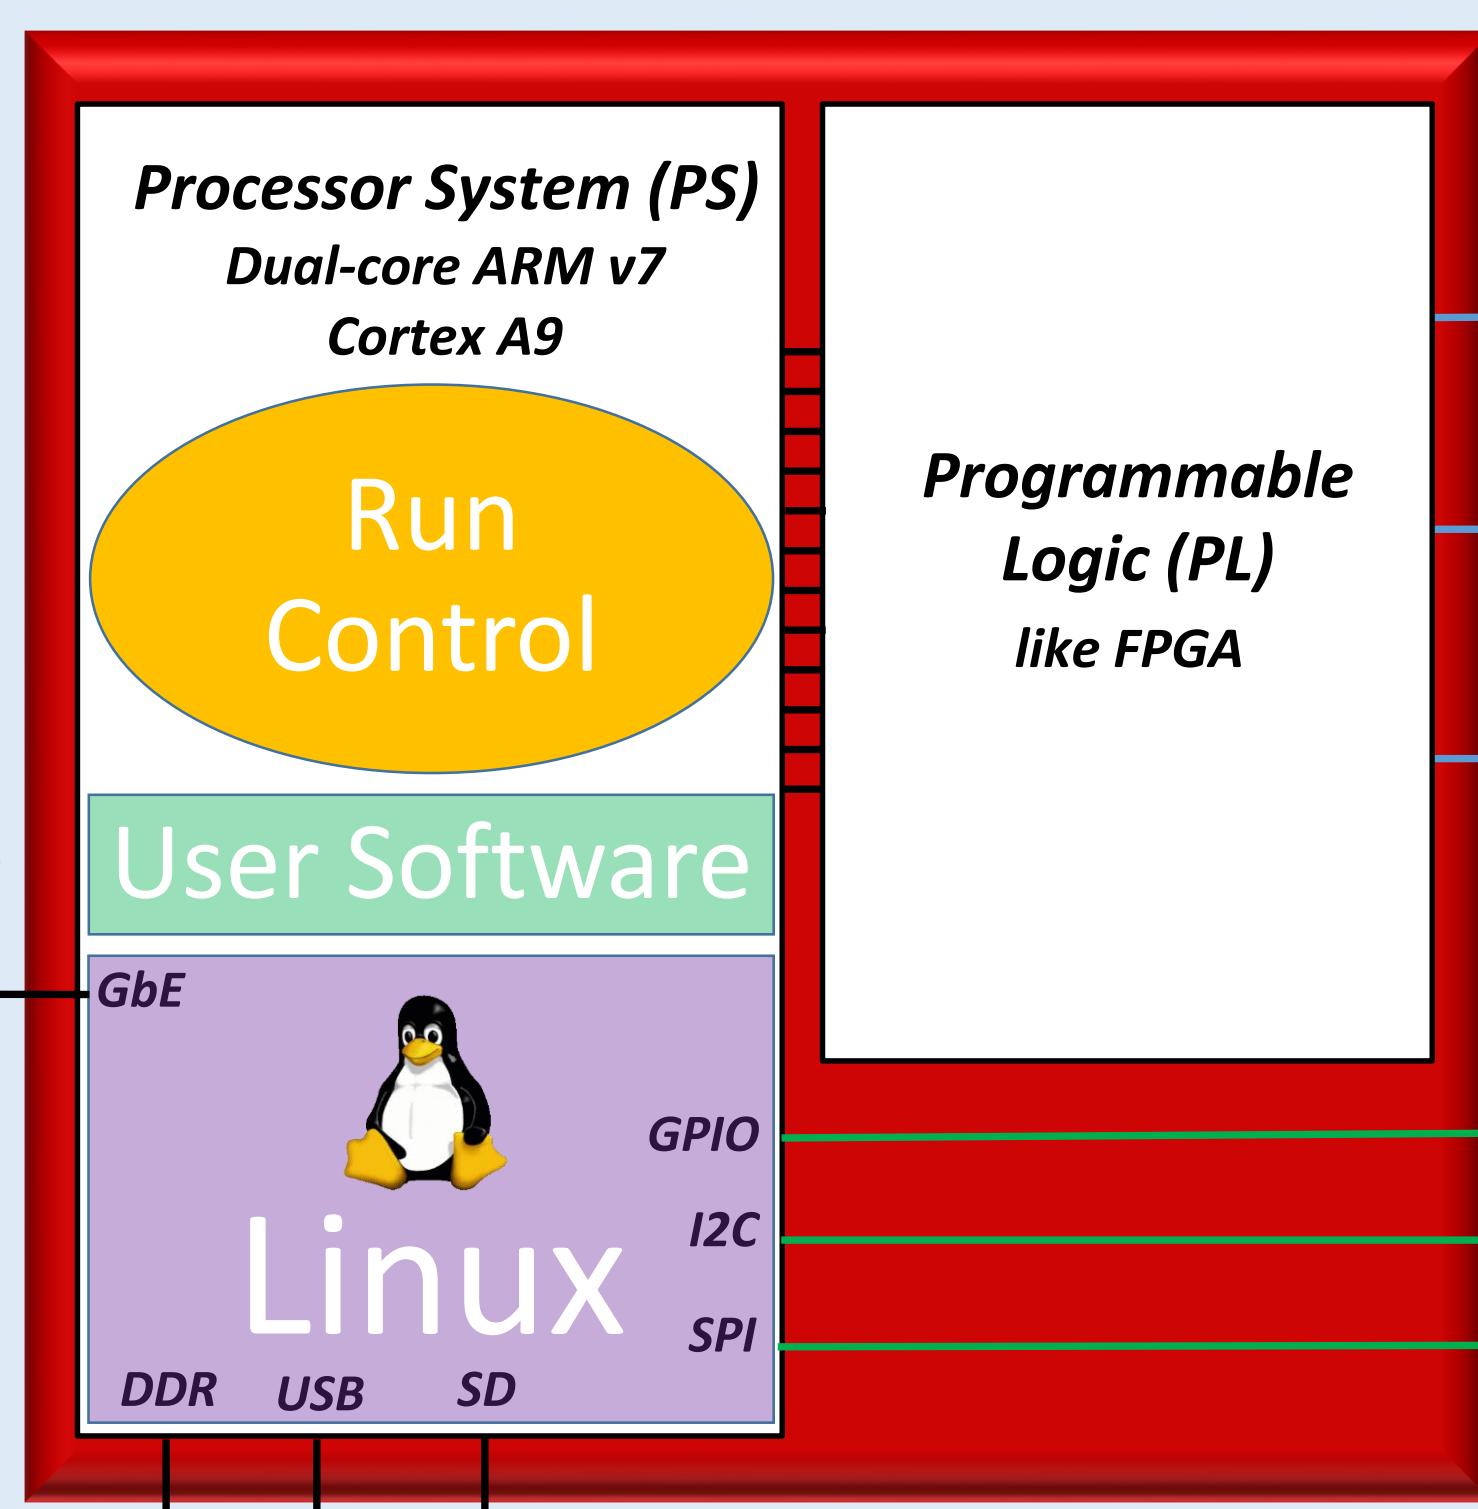 Processor System (PS)
Dual-core ARM v7
Cortex A9
Run
Control
User Software
GbE
GPIO
I2C
Linux
SPI
DDR
USB
SD
Programmable
Logic (PL)
like FPGA